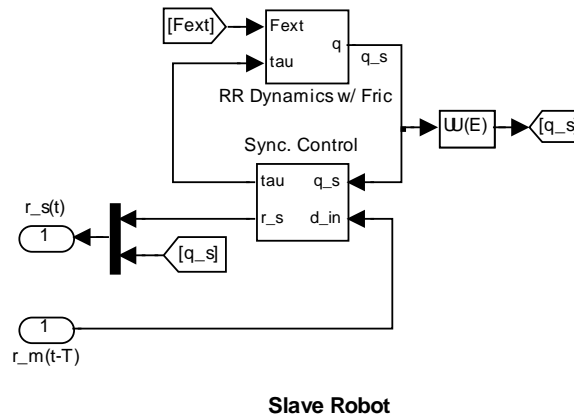 [Fext]
Fext
q
tau
q_s
RR Dynamics w/ Fric
U(E)
[q_s
Sync. Control
tau
q_s
r_s
d_in
r_s(t)
1
[q_s]
1
r_m(t-T)
Slave Robot